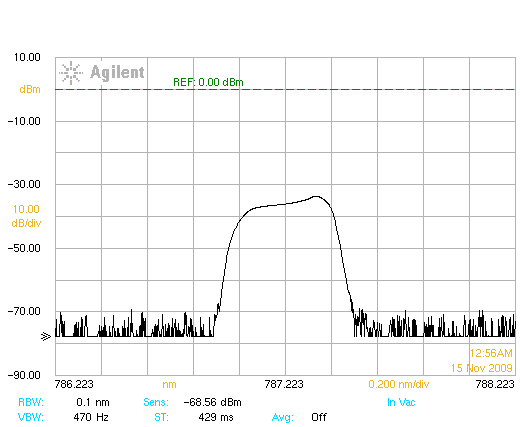 10.00
Agilent
REF: 0.00 dBm
dBm
-10.00
-30.00
10.00
dB/div
-50.00
-70.00
12:56AM
15 Nov 2009
-90.00
786.223 nm 787.223 0.200 nm/div 788.223
RBW: 0.1 nm Sens: -68.56 dBm In Vac
VBW: 470 Hz ST: 429 ms Avg: Off